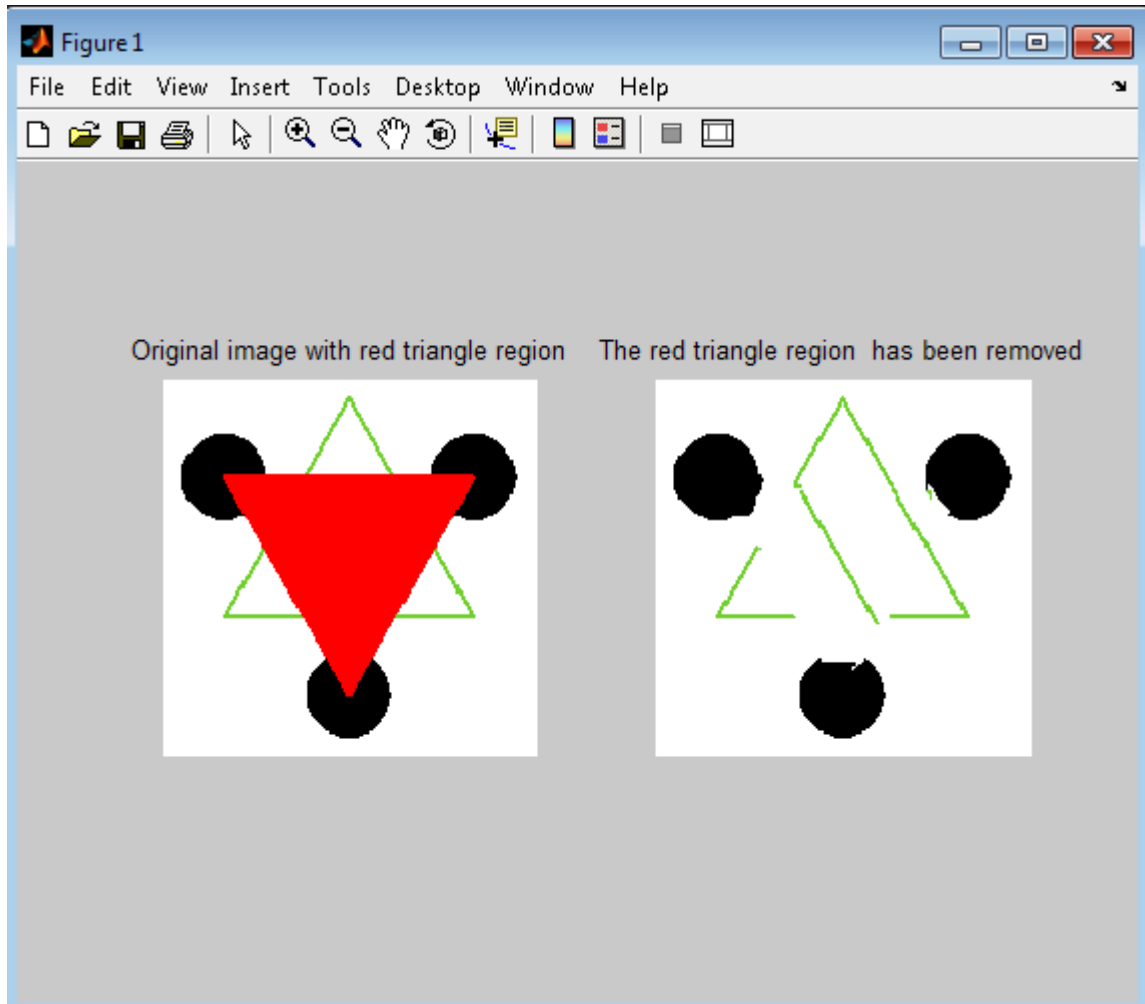 Figure 1
File Edit View Insert Tools Desktop Window Help
Original image with red triangle region
The red triangle region has been removed